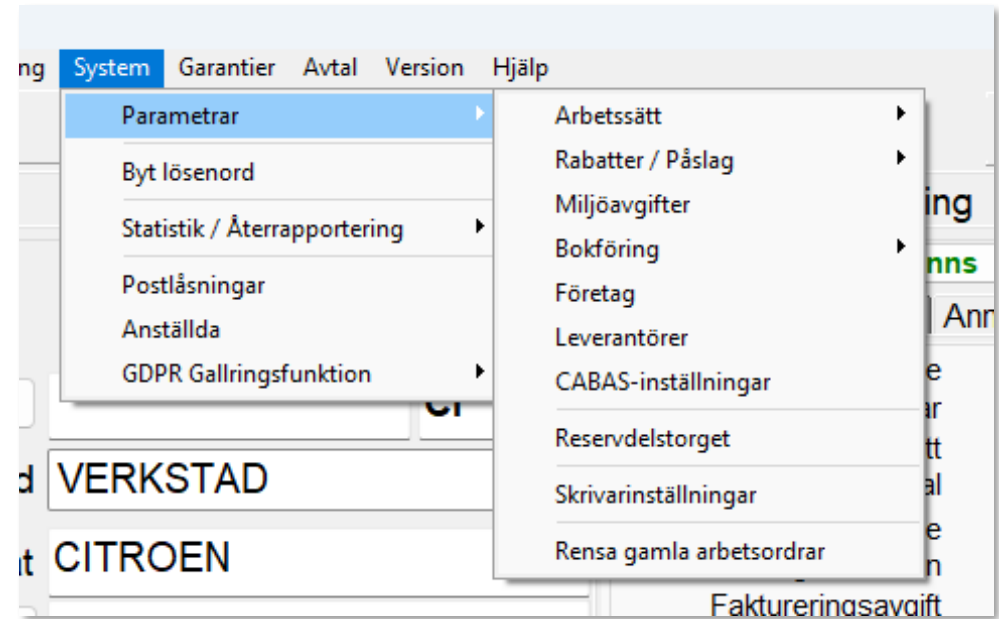 ng System Garantier Avtal Version Hjälp
Parametrar
Byt lösenord
Statistik / Återrapportering
Postlåsningar
Anställda
GDPR Gallringsfunktion
Arbetssätt
Rabatter / Påslag
Miljöavgifter
Bokföring
Företag
Leverantörer
CABAS-inställningar
Reservdelstorget
Skrivarinställningar
Rensa gamla arbetsordrar
ing
nns
Ann
e
ar
tt
al
e
n
d VERKSTAD
at CITROEN
Faktureringsavgift